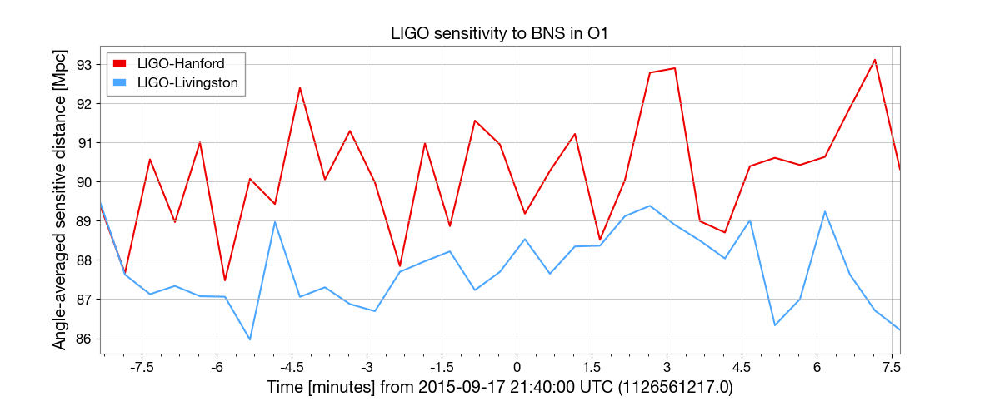 LIGO sensitivity to BNS in O1
Angle-averaged sensitive distance [Mpc]
LIGO-Hanford
LIGO-Livingston
93
92
91
90
89
88
87
86
-7.5 -6 -4.5 -3 -1.5 0 1.5 3 4.5 6 7.5
Time [minutes] from 2015-09-17 21:40:00 UTC (1126561217.0)